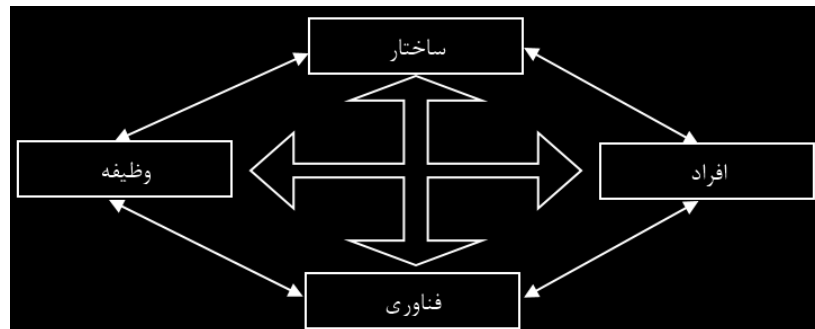 ساختار
افراد
وظیفه
فناوری